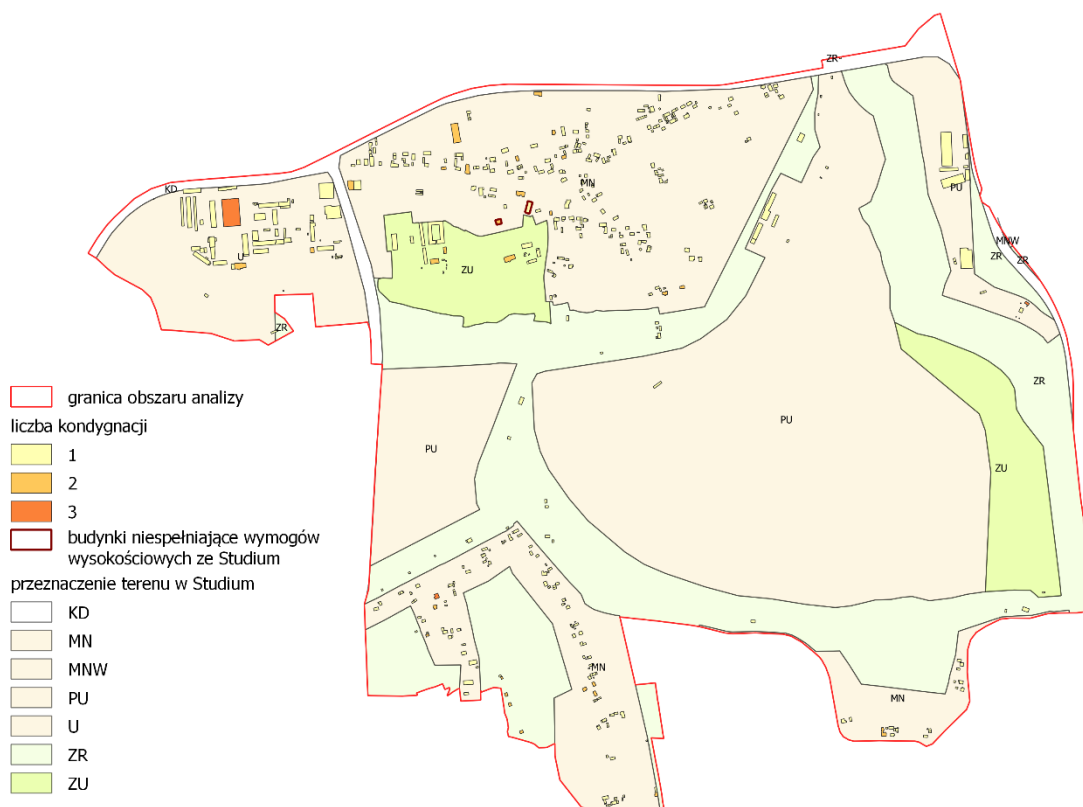 ZR
KD
MN
PU
MNW
ZR
ZR
U
ZU
ZR
ZR
PU
PU
ZU
MN
MN
granica obszaru analizy
liczba kondygnacji
1
2
3
budynki niespełniające wymogów
wysokościowych ze Studium
przeznaczenie terenu w Studium
KD
MN
MNW
PU
U
ZR
ZU